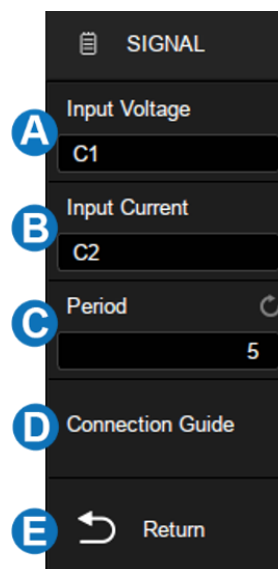 SIGNAL
A
Input Voltage
C1
B
Input Current
C2
C
Period
5
D
Connection Guide
E
Return